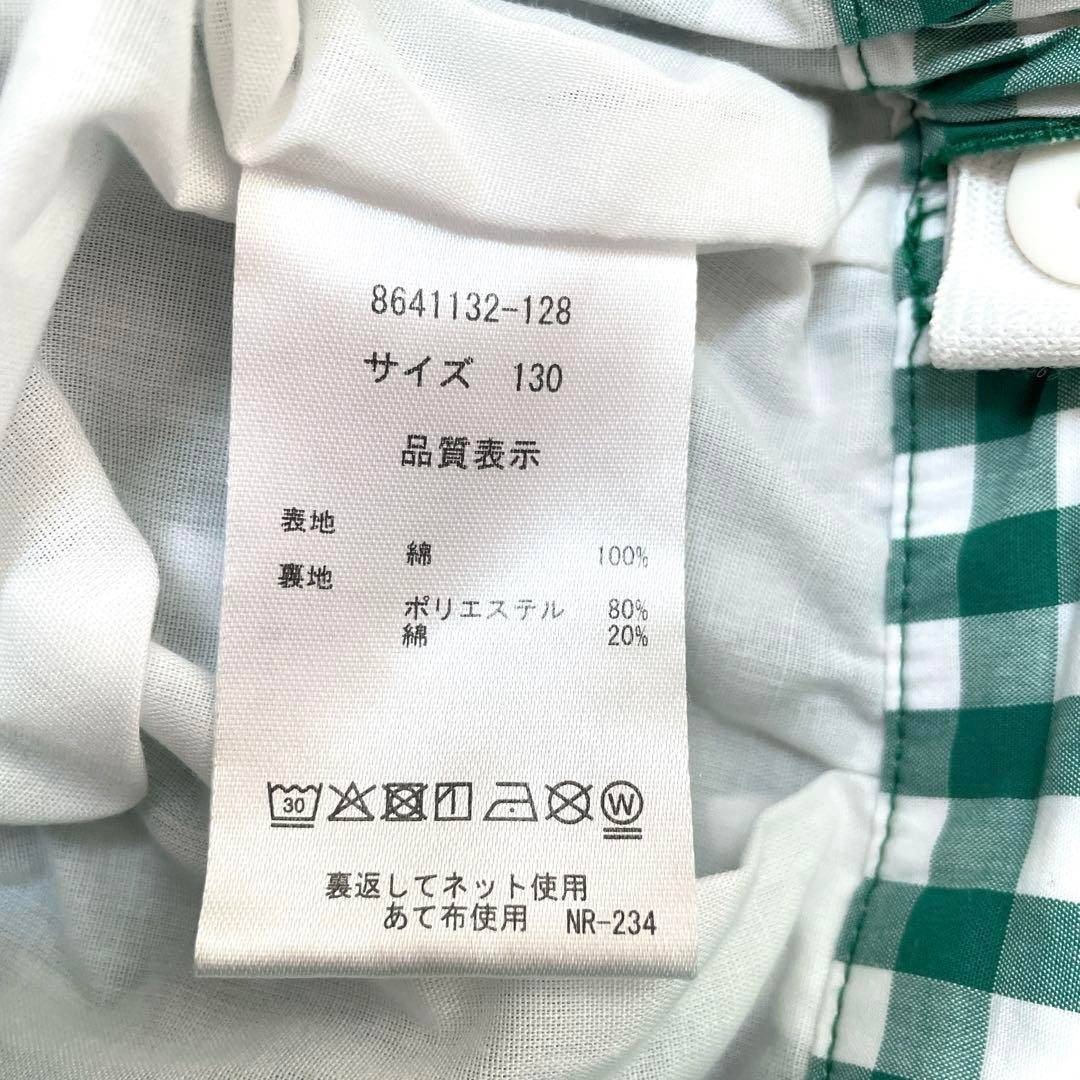 8641132-128
サイズ 130
品質表示
表地
綿 100%
裏地
ポリエステル 80%
綿 20%
30 W
裏返してネット使用
あて布使用 NR-234